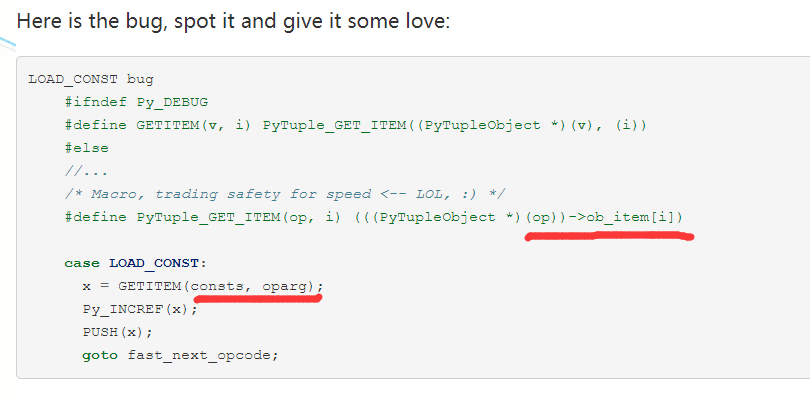 Here is the bug, spot it and give it some love:
LOAD_CONST bug
#ifndef Py_DEBUG
#define GETITEM(v, i) PyTuple_GET_ITEM((PyTupleObject *)(v), (i))
#else
//...
/* Macro, trading safety for speed <-- LOL, :) */
#define PyTuple_GET_ITEM(op, i) (((PyTupleObject *)(op))->ob_item[i])
case LOAD_CONST:
x = GETITEM(consts, oparg);
Py_INCREF(x);
PUSH(x);
goto fast_next_opcode;